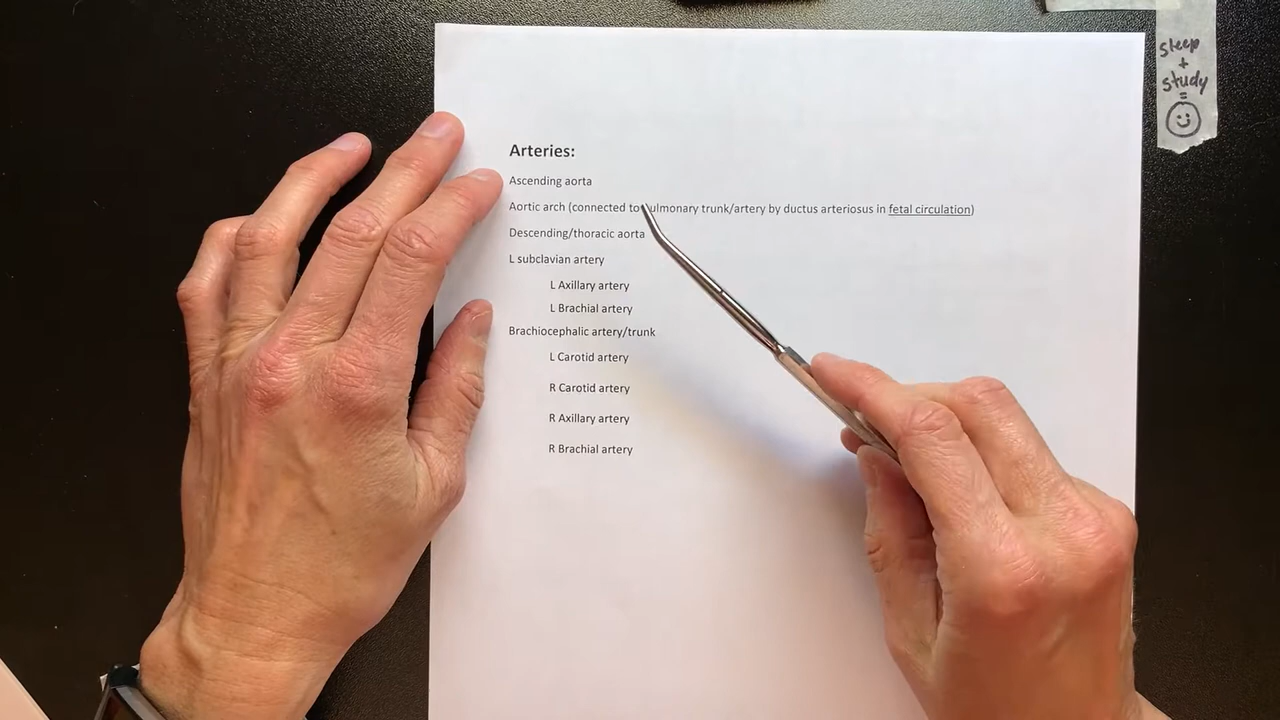 Arteries:
Ascending aorta
Aortic arch (connected to pulmonary trunk/artery by ductus arteriosus in fetal circulation)
Descending/thoracic aorta
L subclavian artery
L Axillary artery
L Brachial artery
Brachiocephalic artery/trunk
L Carotid artery
R Carotid artery
R Axillary artery
R Brachial artery
sleep
+
study
=